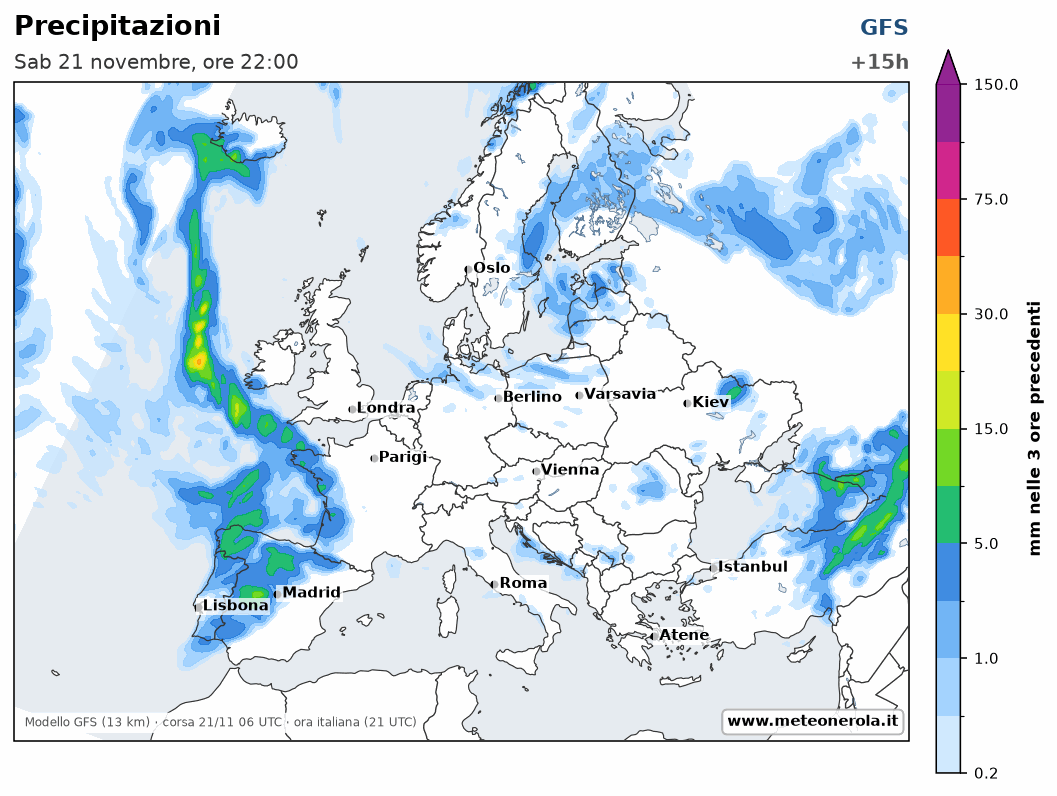 Precipitazioni
GFS
Sab 21 novembre, ore 22:00
+15h
150.0
75.0
30.0
15.0
5.0
1.0
0.2
mm nelle 3 ore precedenti
Oslo
Berlino
Varsavia
Kiev
Londra
Parigi
Vienna
Istanbul
Roma
Madrid
Lisbona
Atene
Modello GFS (13 km) · corsa 21/11 06 UTC · ora italiana (21 UTC)
www.meteonerola.it